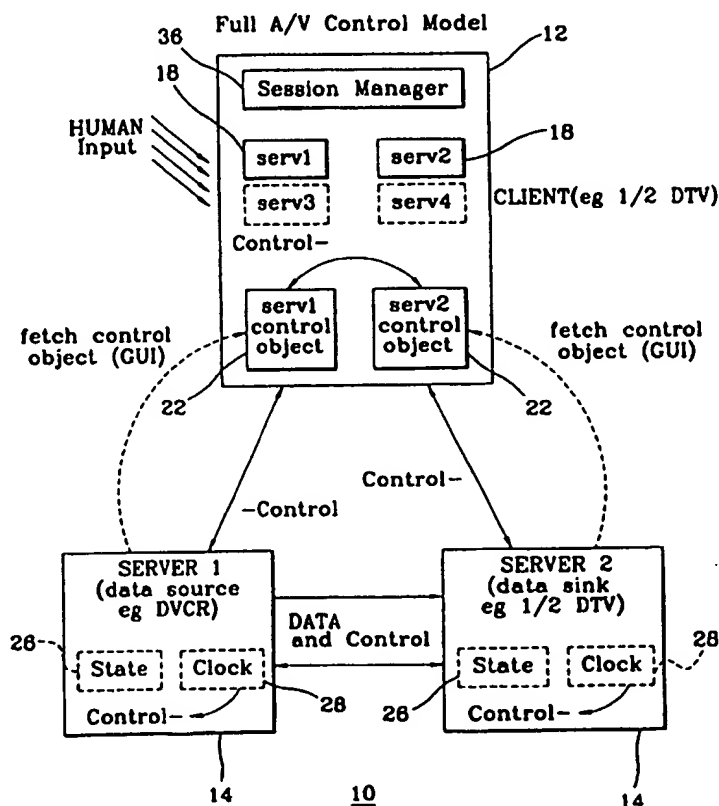 Full A/V Control Model
36
12
Session Manager
18
18
HUMAN
Input
serv1
serv2
serv3
serv4
CLIENT(eg 1/2 DTV)
Control-
serv1
control
object
serv2
control
object
fetch control
object (GUI)
fetch control
object (GUI)
22
22
-Control
Control-
SERVER 1
(data source
eg DVCR)
SERVER 2
(data sink
eg 1/2 DTV)
DATA
and Control
26
State
Clock
28
Control-
State
Clock
28
26
Control-
14
10
14